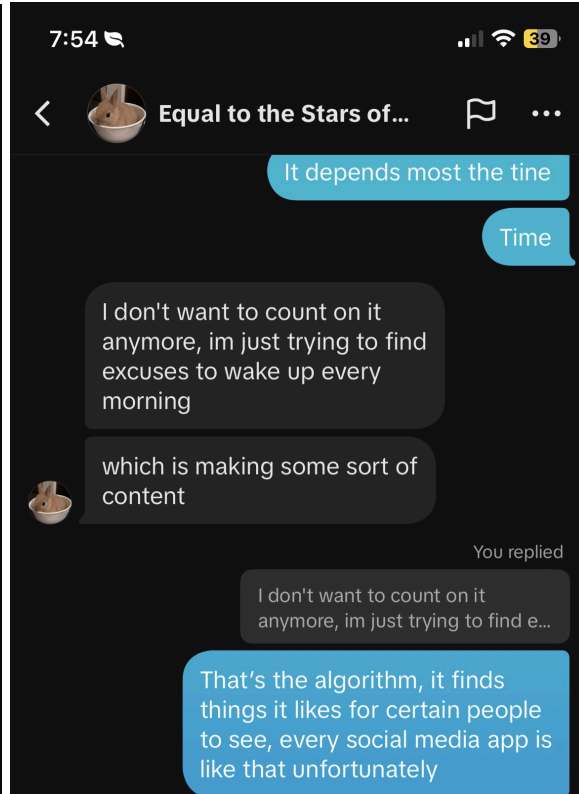 7:54
39
Equal to the Stars of...
It depends most the tine
Time
I don't want to count on it
anymore, im just trying to find
excuses to wake up every
morning
which is making some sort of
content
You replied
I don't want to count on it
anymore, im just trying to find e...
That's the algorithm, it finds
things it likes for certain people
to see, every social media app is
like that unfortunately